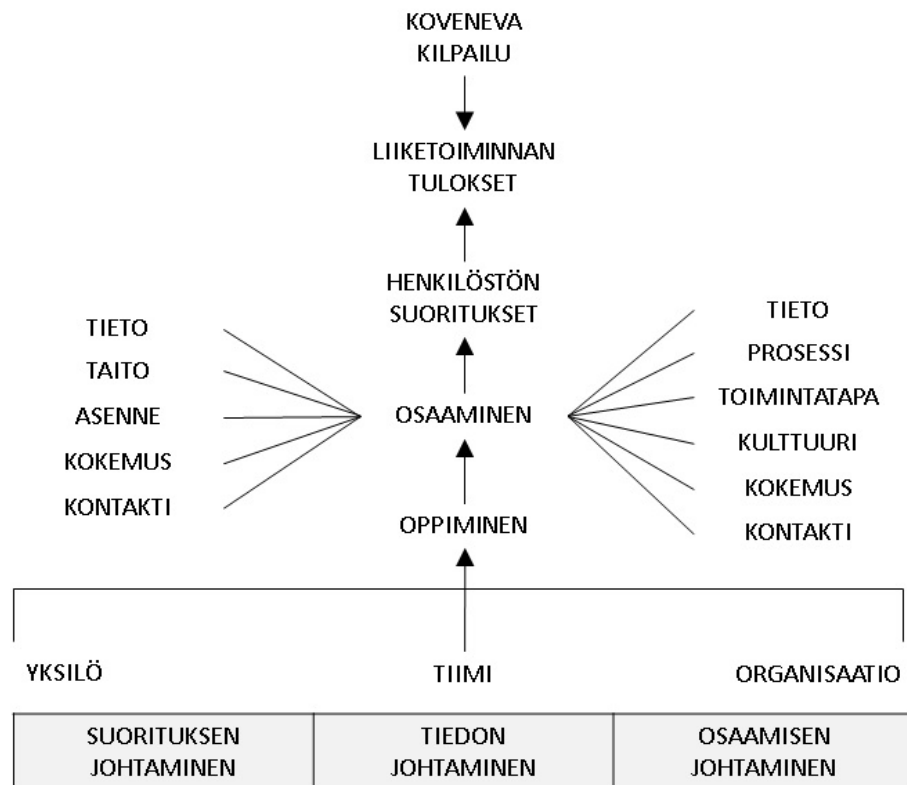 KOVENEVA
KILPAILU
LIIKETOIMINNAN
TULOKSET
HENKILÖSTÖN
SUORITUKSET
TIETO
TAITO
ASENNE
KOKEMUS
KONTAKTI
OSAAMINEN
TIETO
PROSESSI
TOIMINTATAPA
KULTTUURI
KOKEMUS
KONTAKTI
OPPIMINEN
YKSILÖ
TIIMI
ORGANISAATIO
SUORITUKSEN
JOHTAMINEN
TIEDON
JOHTAMINEN
OSAAMISEN
JOHTAMINEN